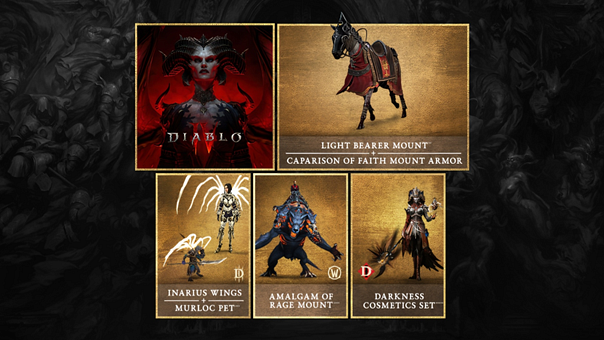 DIABLO
IV
LIGHT BEARER MOUNT
+
CAPARISON OF FAITH MOUNT ARMOR
INARIUS WINGS
+
MURLOC PET
AMALGAM OF
RAGE MOUNT
DARKNESS
COSMETICS SET